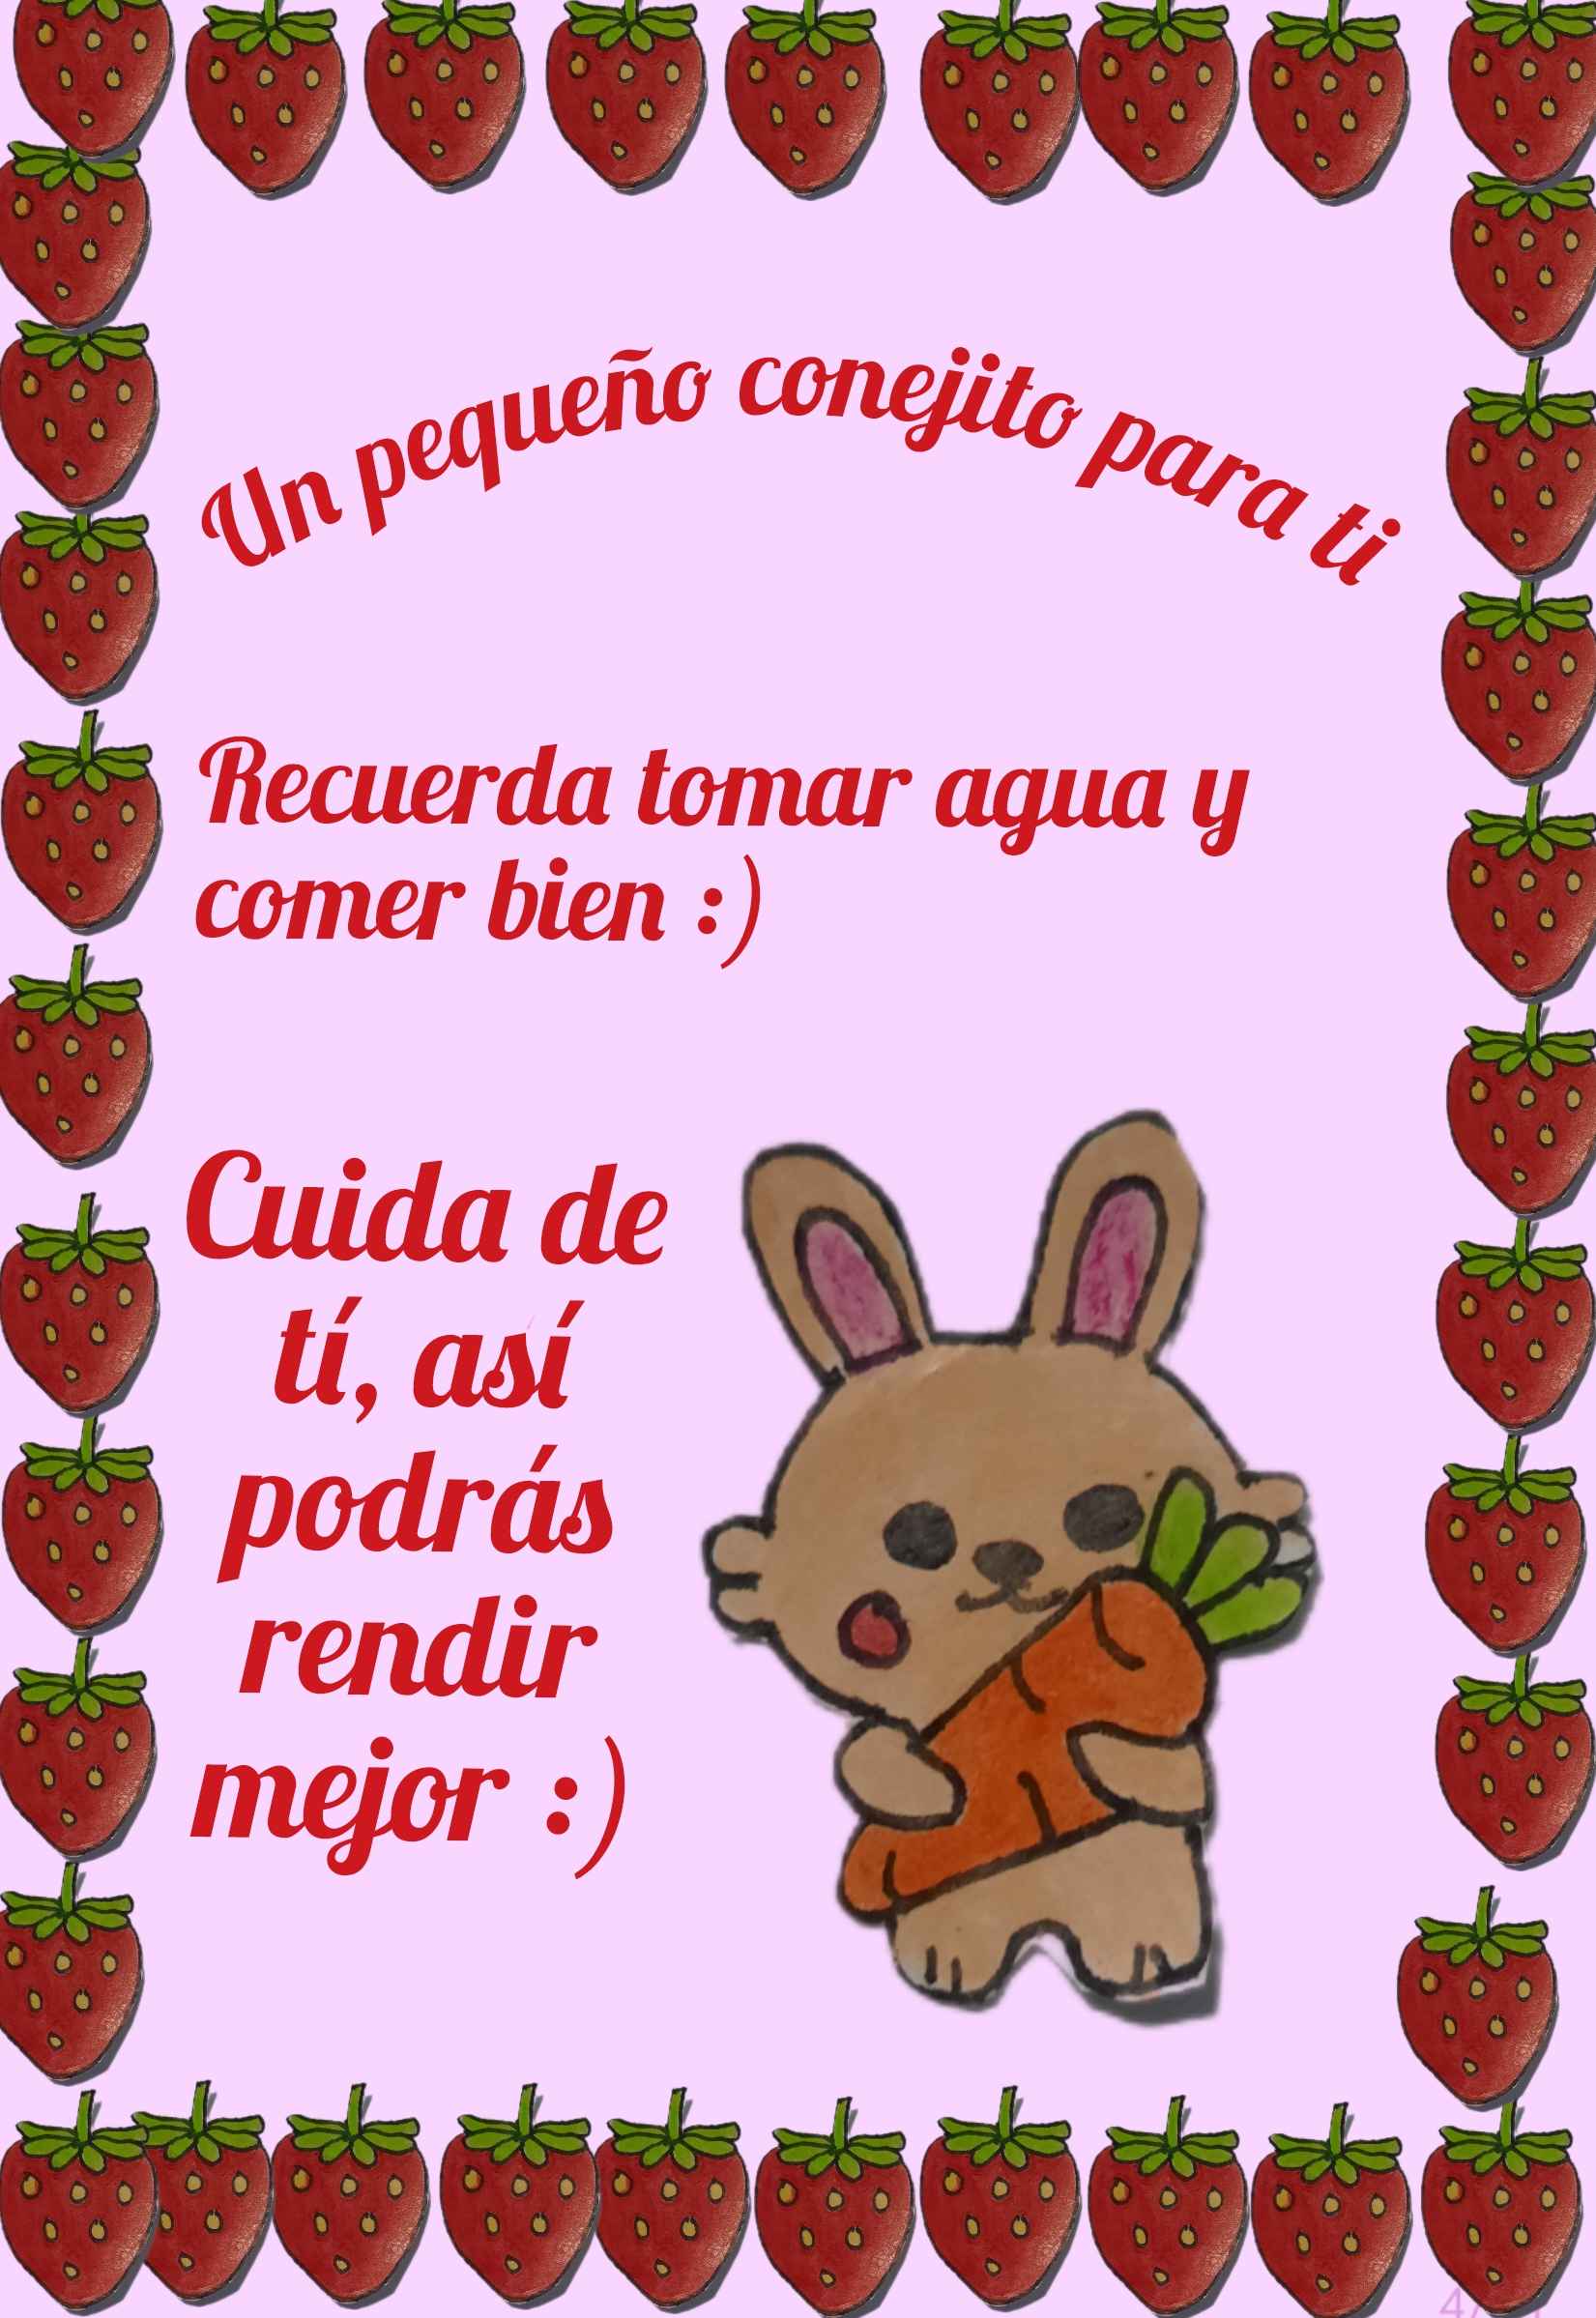 Un pequeño conejito para ti
Recuerda tomar agua y
comer bien :)
Cuida de
tí, así
podrás
rendir
mejor :)